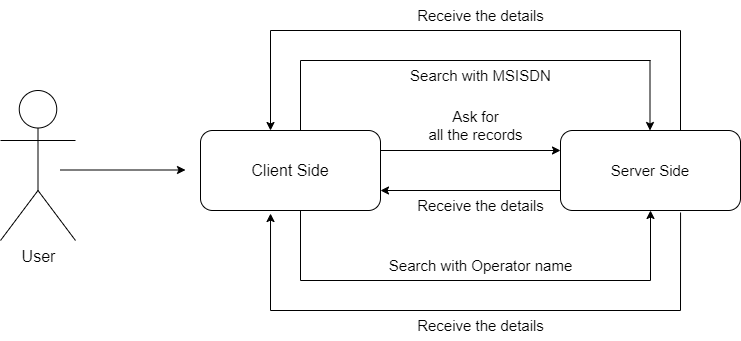 Receive the details
Search with MSISDN
Ask for
all the records
Client Side
Server Side
Receive the details
User
Search with Operator name
Receive the details